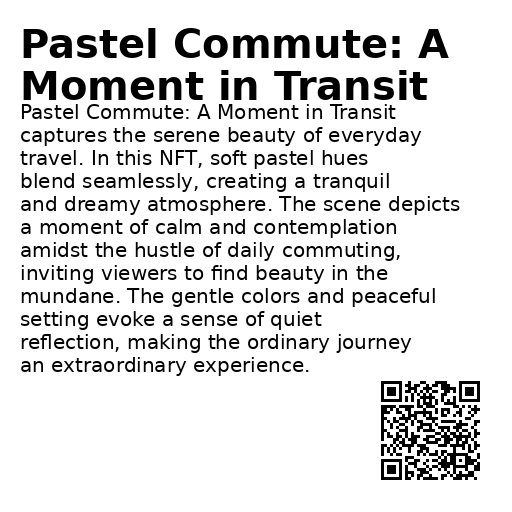 Pastel Commute: A
Moment in Transit
Pastel Commute: A Moment in Transit
captures the serene beauty of everyday
travel. In this NFT, soft pastel hues
blend seamlessly, creating a tranquil
and dreamy atmosphere. The scene depicts
a moment of calm and contemplation
amidst the hustle of daily commuting,
inviting viewers to find beauty in the
mundane. The gentle colors and peaceful
setting evoke a sense of quiet
reflection, making the ordinary journey
an extraordinary experience.